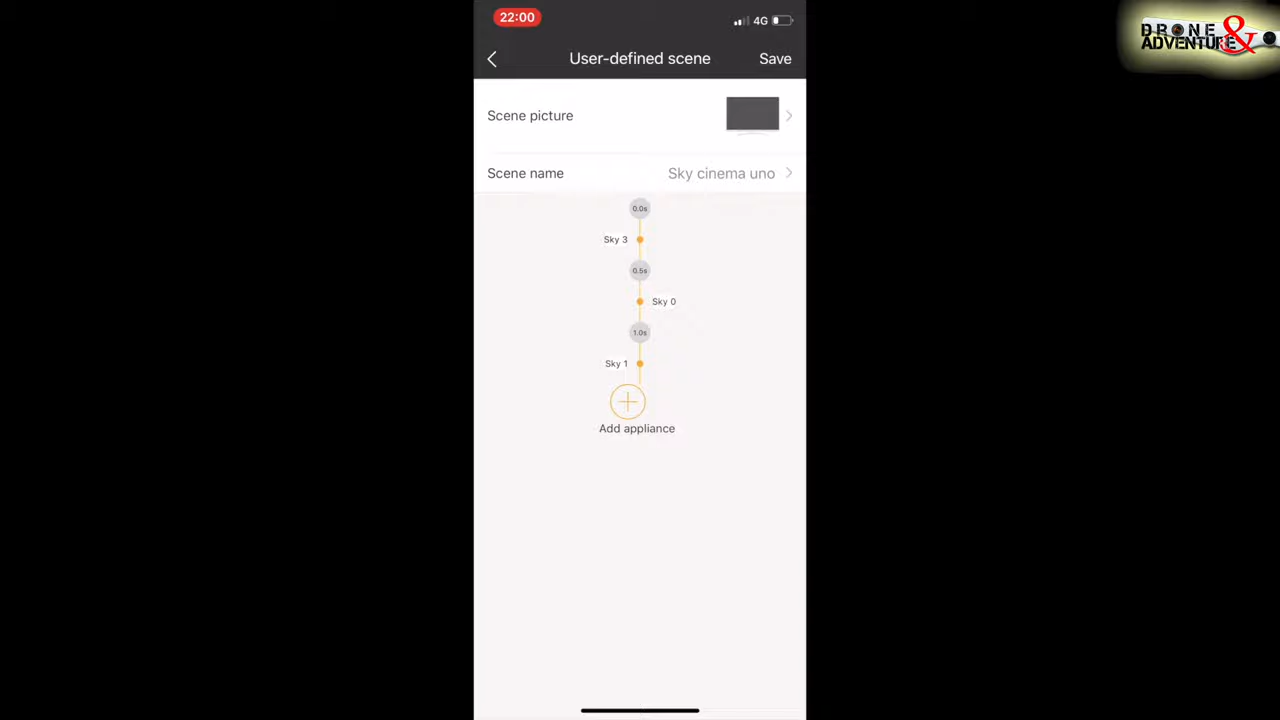 22:00
4G
User-defined scene
Save
Scene picture
Scene name
Sky cinema uno
0.0s
Sky 3
0.5s
Sky 0
1.0s
Sky 1
Add appliance
DRONE &
ADVENTURE